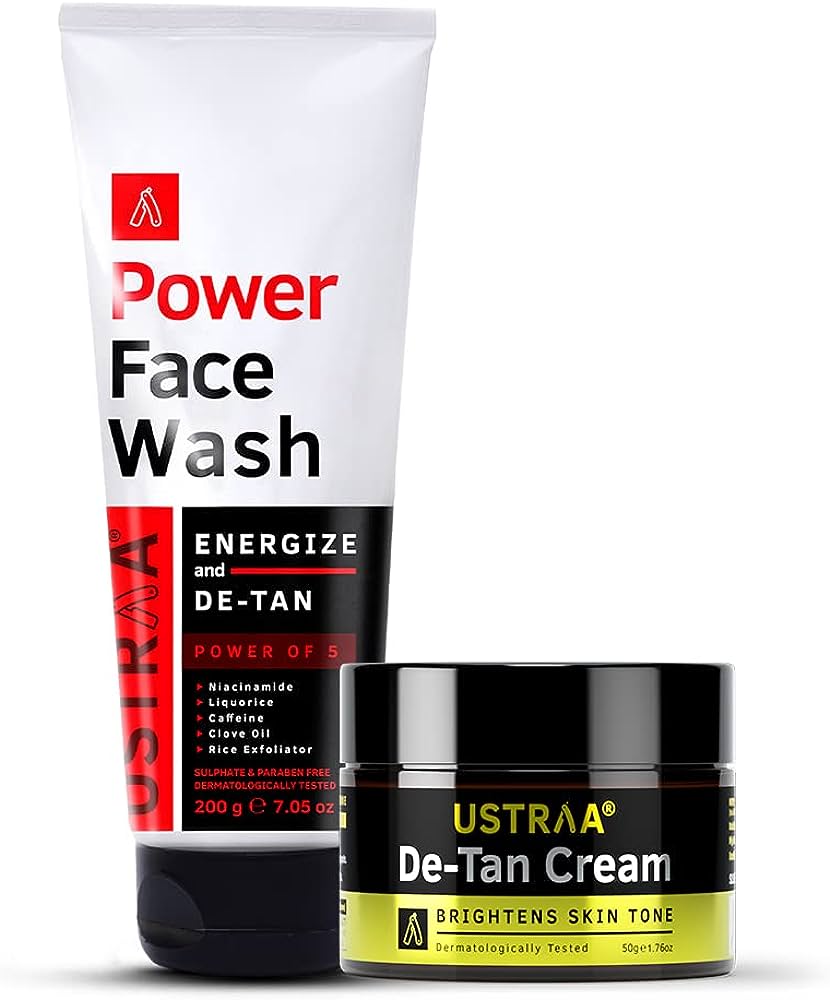 Power
Face
Wash
USTRAA®
ENERGIZE
and
DE-TAN
POWER OF 5
Niacinamide
Liquorice
Caffeine
Clove Oil
Rice Exfoliator
SULPHATE & PARABEN FREE
DERMATOLOGICALLY TESTED
200 g ℮ 7.05 oz
USTRAA®
De-Tan Cream
BRIGHTENS SKIN TONE
Dermatologically Tested 50g℮1.76oz